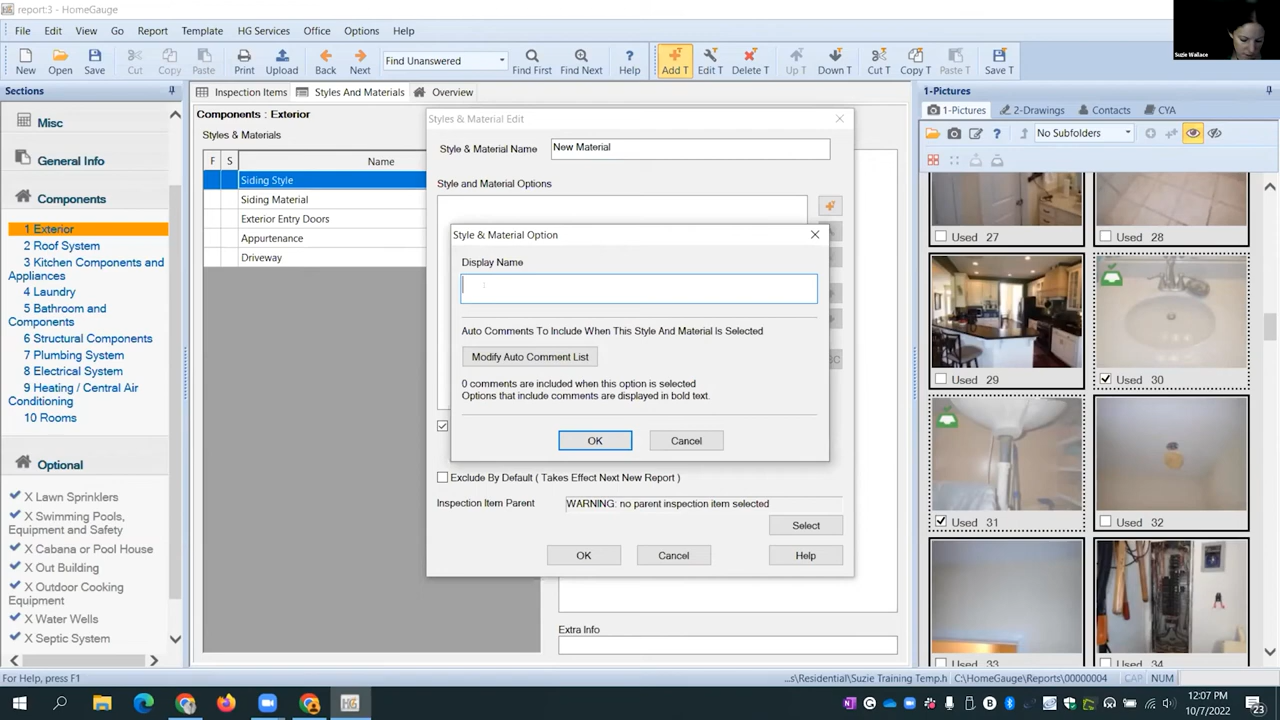 report:3 - HomeGauge
File Edit View Go Report Template HG Services Office Options Help
Suzie Wallace
Find Unanswered
New Open Save Cut Copy Paste Print Upload Back Next Find First Find Next Help Add T Edit T Delete T Up T Down T Cut T Copy T Paste T Save T
Sections
Inspection Items Styles And Materials Overview
1-Pictures
Misc
General Info
Components
1 Exterior
2 Roof System
3 Kitchen Components and
Appliances
4 Laundry
5 Bathroom and
Components
6 Structural Components
7 Plumbing System
8 Electrical System
9 Heating / Central Air
Conditioning
10 Rooms
Optional
X Lawn Sprinklers
X Swimming Pools,
Equipment and Safety
X Cabana or Pool House
X Out Building
X Outdoor Cooking
Equipment
X Water Wells
X Septic System
Components : Exterior
Styles & Materials
F S Name
Siding Style
Siding Material
Exterior Entry Doors
Appurtenance
Driveway
Styles & Material Edit
Style & Material Name New Material
Style and Material Options
Style & Material Option
Display Name
Auto Comments To Include When This Style And Material Is Selected
Modify Auto Comment List
0 comments are included when this option is selected
Options that include comments are displayed in bold text.
OK Cancel
Exclude By Default ( Takes Effect Next New Report )
Inspection Item Parent WARNING: no parent inspection item selected
Select
OK Cancel Help
Extra Info
1-Pictures 2-Drawings Contacts CYA
No Subfolders
Used 27 Used 28
Used 29 Used 30
Used 31 Used 32
Used 33 Used 34
For Help, press F1
...s\Residential\Suzie Training Temp.h C:\HomeGauge\Reports\00000004 CAP NUM
12:07 PM
10/7/2022
23